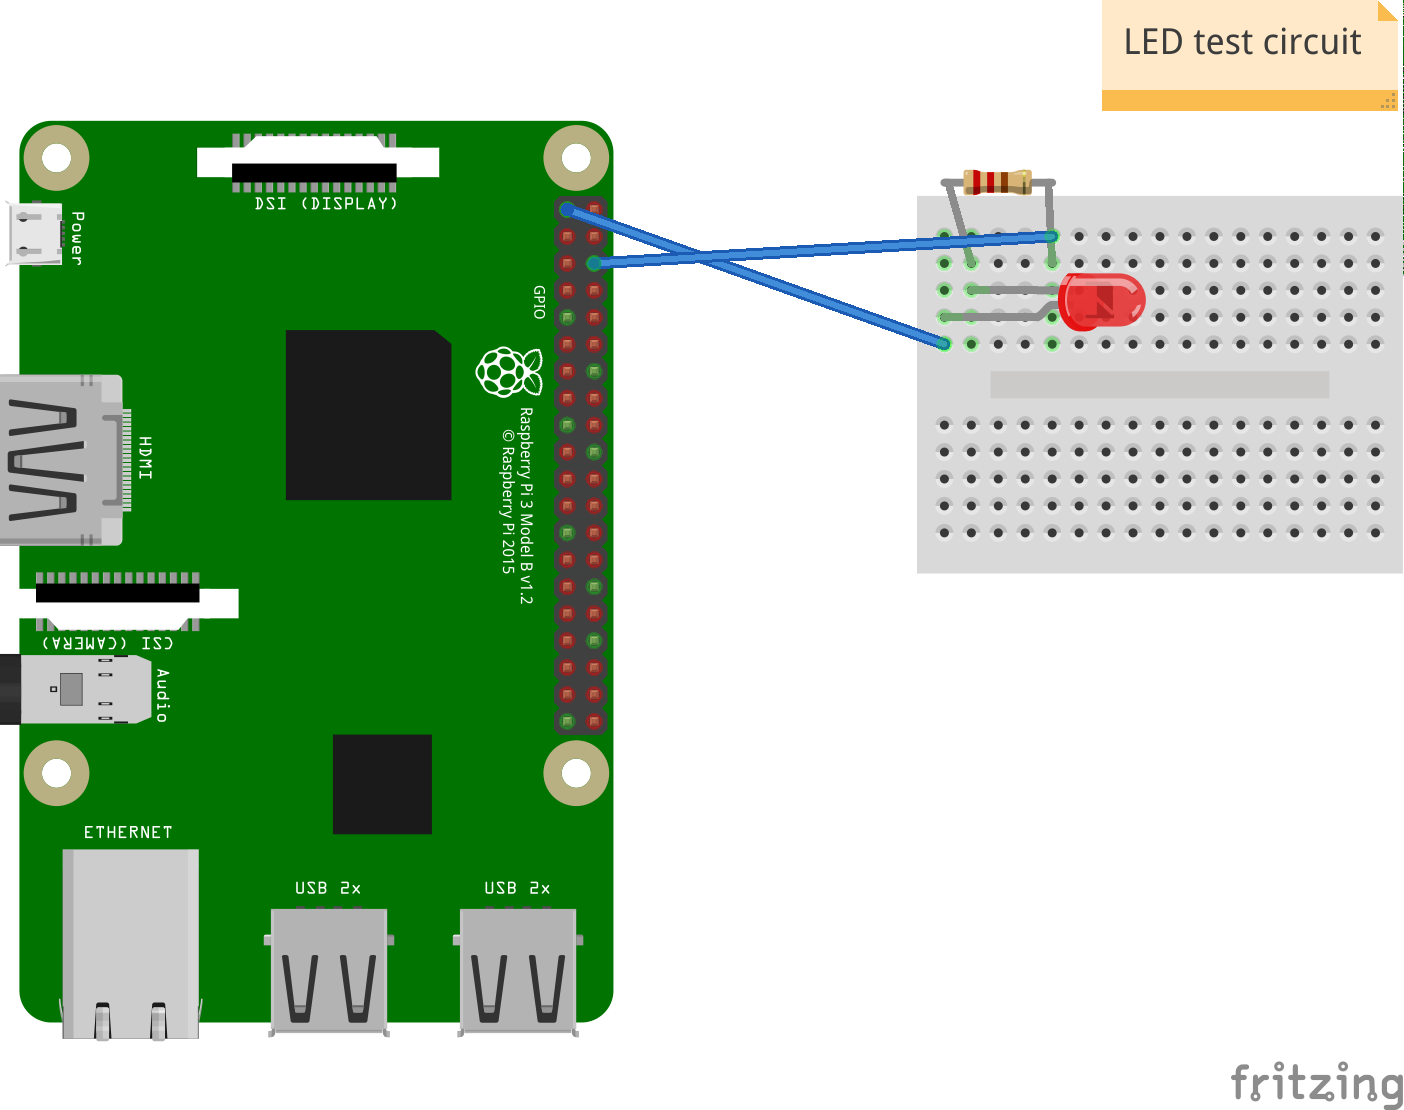 LED test circuit
DSI (DISPLAY)
Power
GPIO
HDMI
Raspberry Pi 3 Model B v1.2
© Raspberry Pi 2015
CSI (CAMERA)
Audio
ETHERNET
USB 2x
USB 2x
fritzing